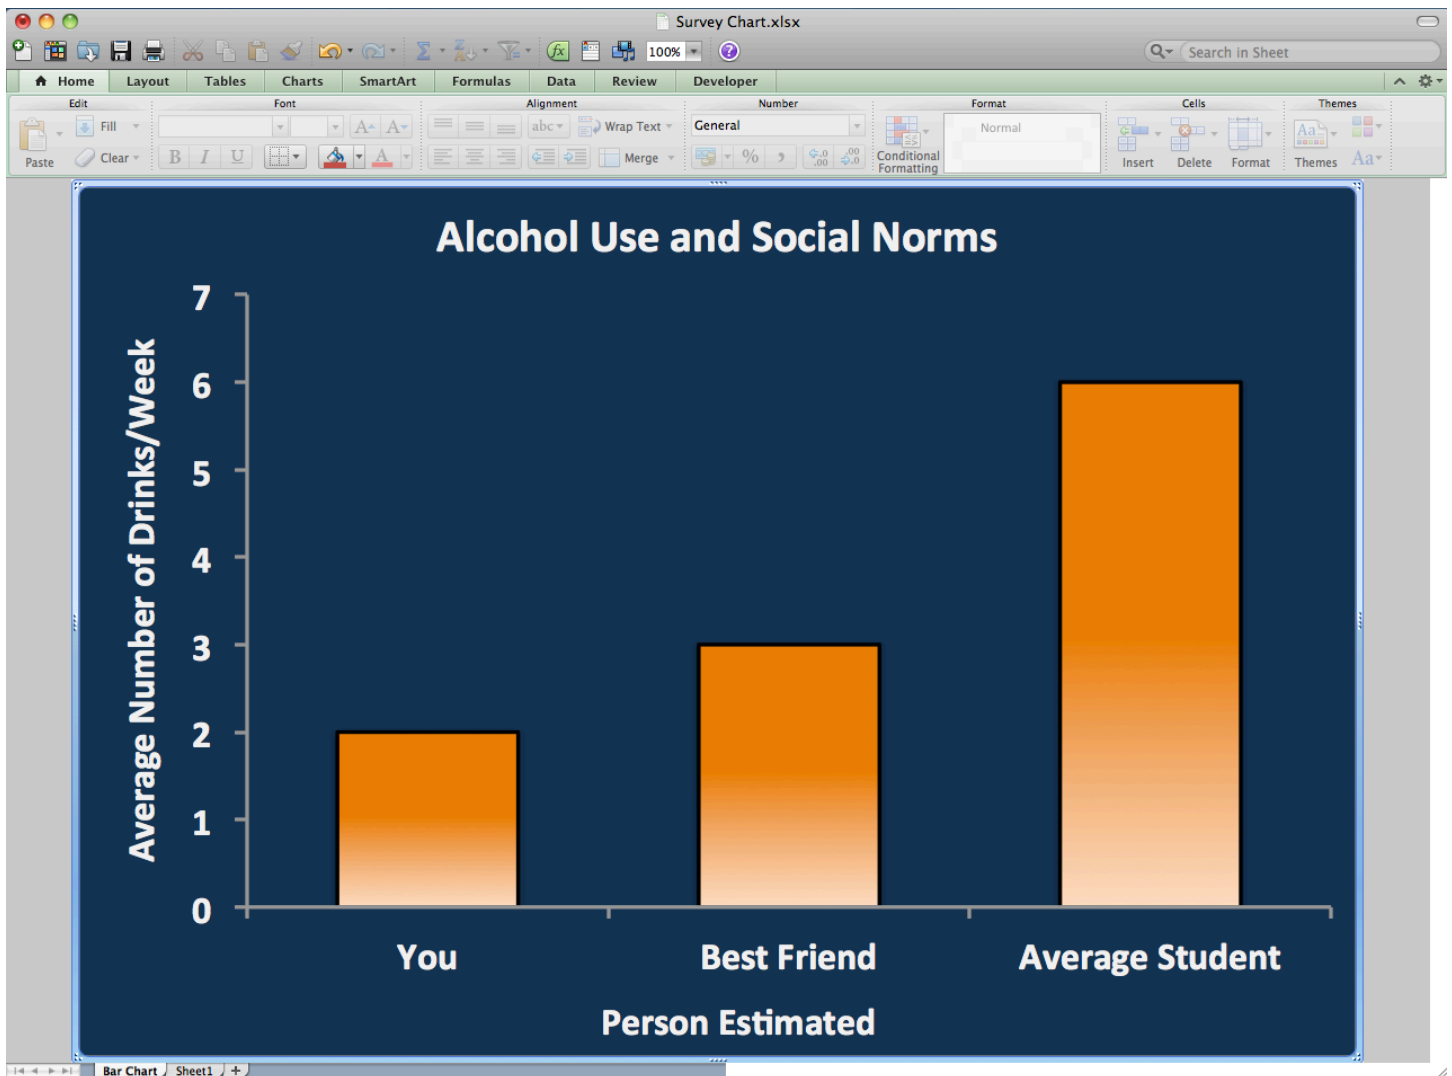 Survey Chart.xlsx
100%
Search in Sheet
Home Layout Tables Charts SmartArt Formulas Data Review Developer
Edit Font Alignment Number Format Cells Themes
Fill A A abc Wrap Text General Normal
Paste Clear B I U A Merge % Conditional Formatting Insert Delete Format Themes Aa
Alcohol Use and Social Norms
Average Number of Drinks/Week
7
6
5
4
3
2
1
0
You Best Friend Average Student
Person Estimated
Bar Chart Sheet1 +